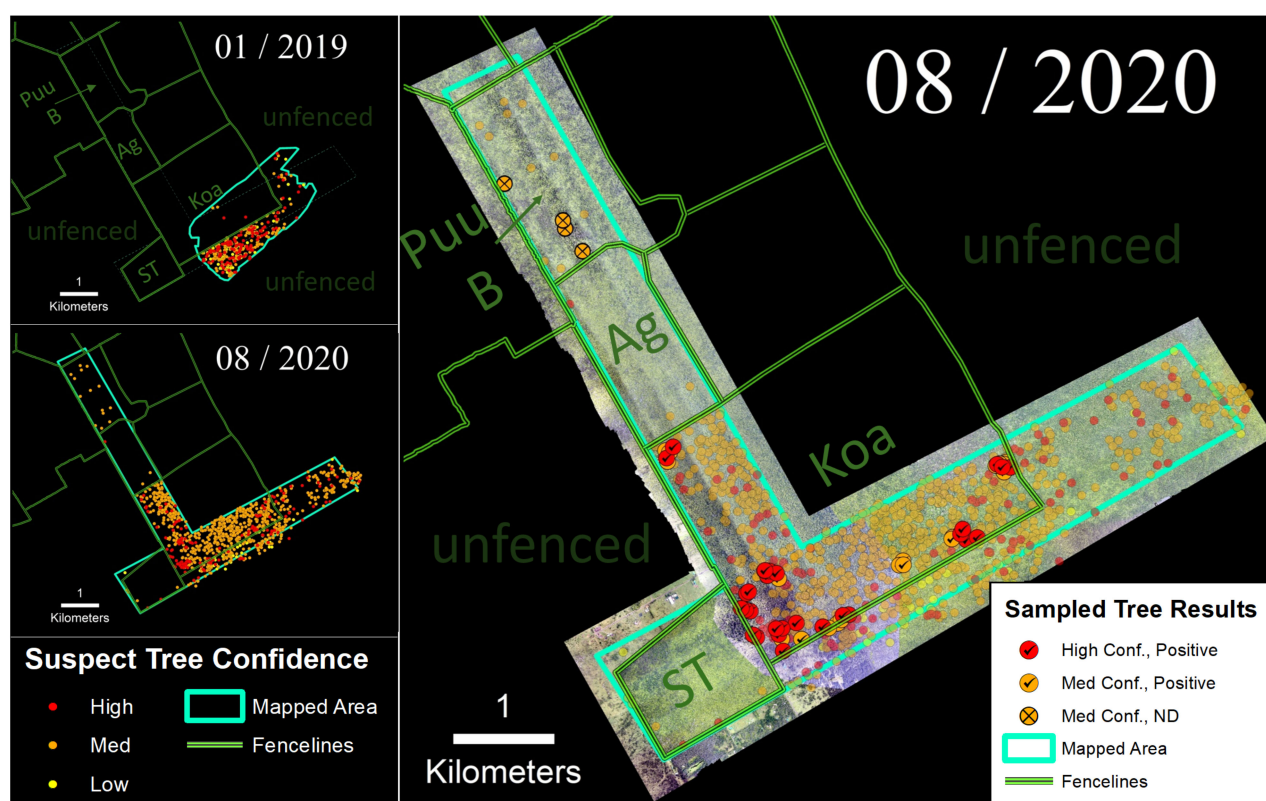 01 / 2019
Puu
B
Ag
unfenced
Koa
unfenced
ST
unfenced
1
Kilometers
08 / 2020
1
Kilometers
Suspect Tree Confidence
High
Mapped Area
Med
Fencelines
Low
08 / 2020
Puu
B
unfenced
Ag
Koa
unfenced
ST
1
Kilometers
Sampled Tree Results
High Conf., Positive
Med Conf., Positive
Med Conf., ND
Mapped Area
Fencelines